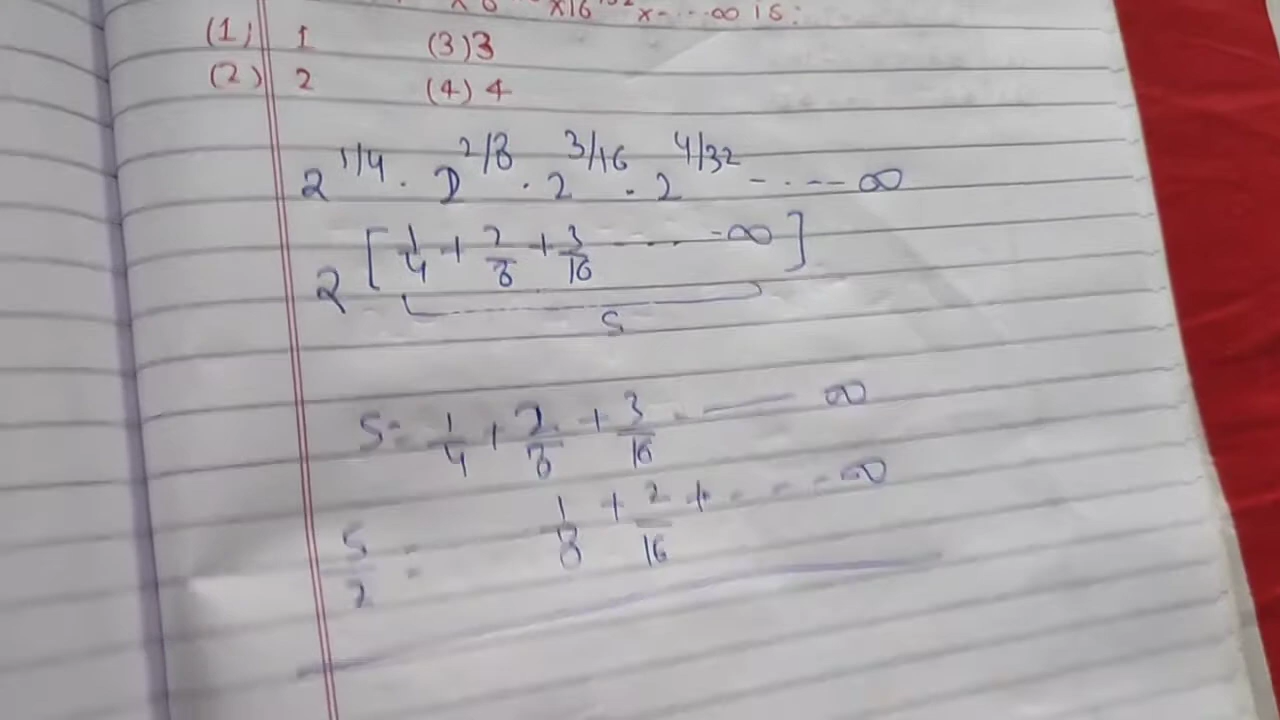 ×16 ×--..∞ is:
(1) 1 (3) 3
(2) 2 (4) 4
2^1/4 . 2^2/8 . 2^3/16 . 2^4/32 -.-- ∞
2 [1/4 + 2/8 + 3/16 ---- -∞]
S
S= 1/4 + 2/8 + 3/16 . —— ∞
S/2 = 1/8 + 2/16 + - - - -∞